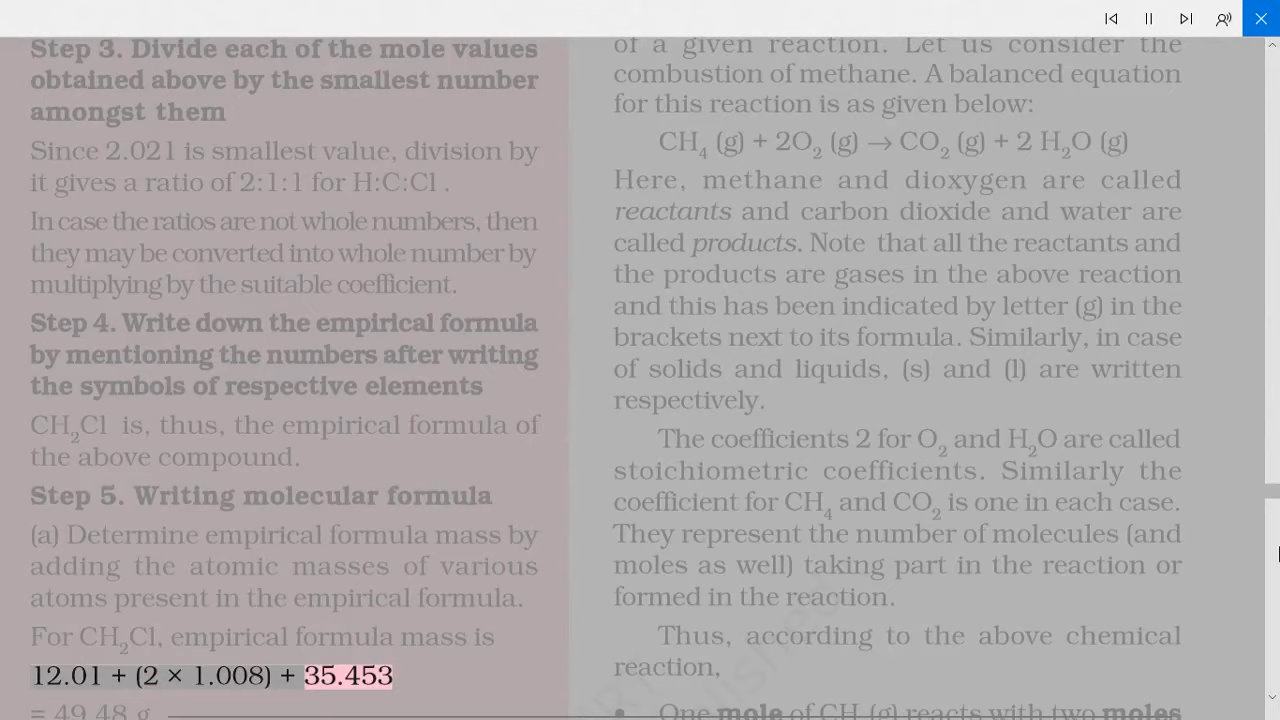 Step 3. Divide each of the mole values
obtained above by the smallest number
amongst them
Since 2.021 is smallest value, division by
it gives a ratio of 2:1:1 for H:C:Cl .
In case the ratios are not whole numbers, then
they may be converted into whole number by
multiplying by the suitable coefficient.
Step 4. Write down the empirical formula
by mentioning the numbers after writing
the symbols of respective elements
CH₂Cl is, thus, the empirical formula of
the above compound.
Step 5. Writing molecular formula
(a) Determine empirical formula mass by
adding the atomic masses of various
atoms present in the empirical formula.
For CH₂Cl, empirical formula mass is
12.01 + (2 × 1.008) + 35.453
= 49.48 g
of a given reaction. Let us consider the
combustion of methane. A balanced equation
for this reaction is as given below:
CH₄ (g) + 2O₂ (g) → CO₂ (g) + 2 H₂O (g)
Here, methane and dioxygen are called
reactants and carbon dioxide and water are
called products. Note that all the reactants and
the products are gases in the above reaction
and this has been indicated by letter (g) in the
brackets next to its formula. Similarly, in case
of solids and liquids, (s) and (l) are written
respectively.
The coefficients 2 for O₂ and H₂O are called
stoichiometric coefficients. Similarly the
coefficient for CH₄ and CO₂ is one in each case.
They represent the number of molecules (and
moles as well) taking part in the reaction or
formed in the reaction.
Thus, according to the above chemical
reaction,
• One mole of CH₄(g) reacts with two moles